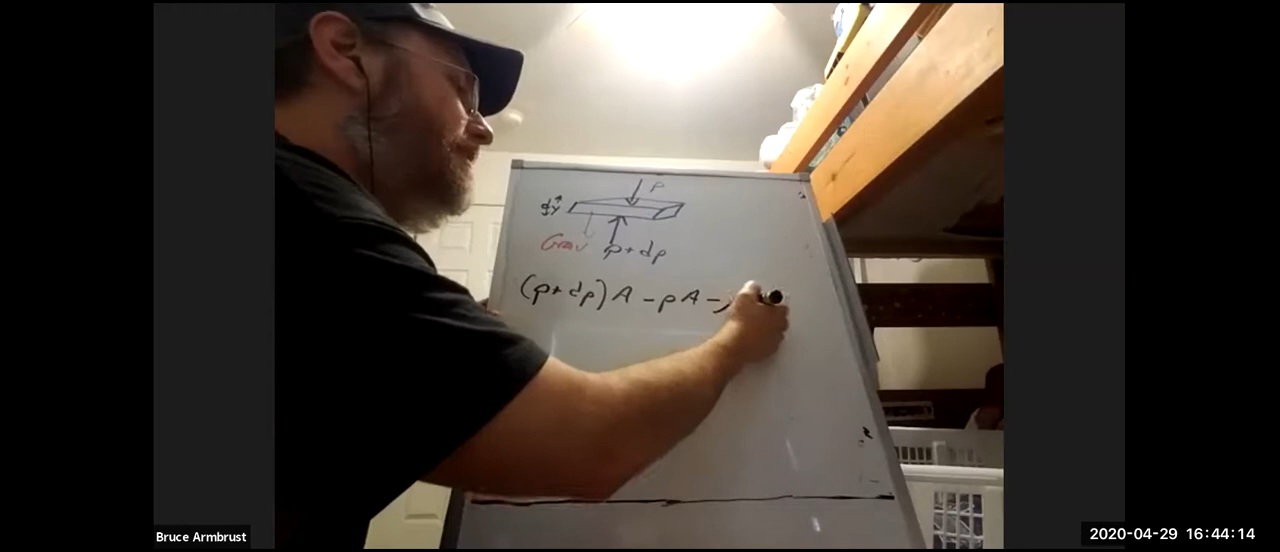 p
dy
Grav p+dp
(p+dp)A - pA -
Bruce Armbrust
2020-04-29 16:44:14